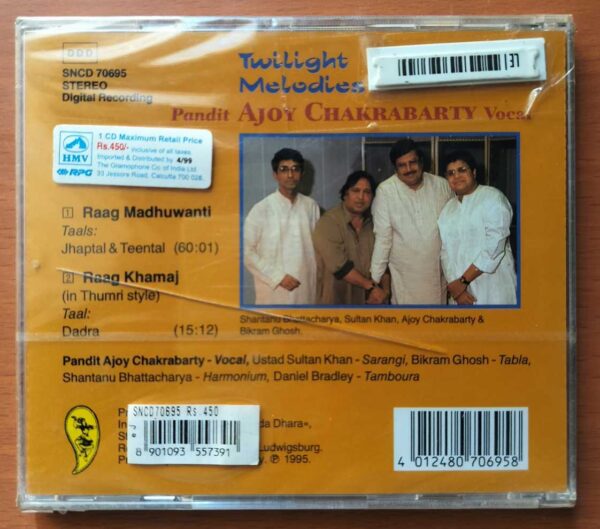 DDD
SNCD 70695
STEREO
Digital Recording
Twilight
Melodies
LEI
Pandit AJOY CHAKRABARTY Vocal
HMV
RPG
1 CD Maximum Retail Price
Rs.450/- inclusive of all taxes
Imported & Distributed by 4/99
The Gramophone Co of India Ltd
33 Jessore Road, Calcutta 700 028.
1 Raag Madhuwanti
Taals:
Jhaptal & Teental (60:01)
2 Raag Khamaj
(in Thumri style)
Taal:
Dadra (15:12)
Shantanu Bhattacharya, Sultan Khan, Ajoy Chakrabarty &
Bikram Ghosh.
Pandit Ajoy Chakrabarty - Vocal, Ustad Sultan Khan - Sarangi, Bikram Ghosh - Tabla,
Shantanu Bhattacharya - Harmonium, Daniel Bradley - Tamboura
SNCD70695 Rs.450
8 901093 557391
da Dhara«,
Ludwigsburg.
y. ℗ 1995.
4 012480 706958